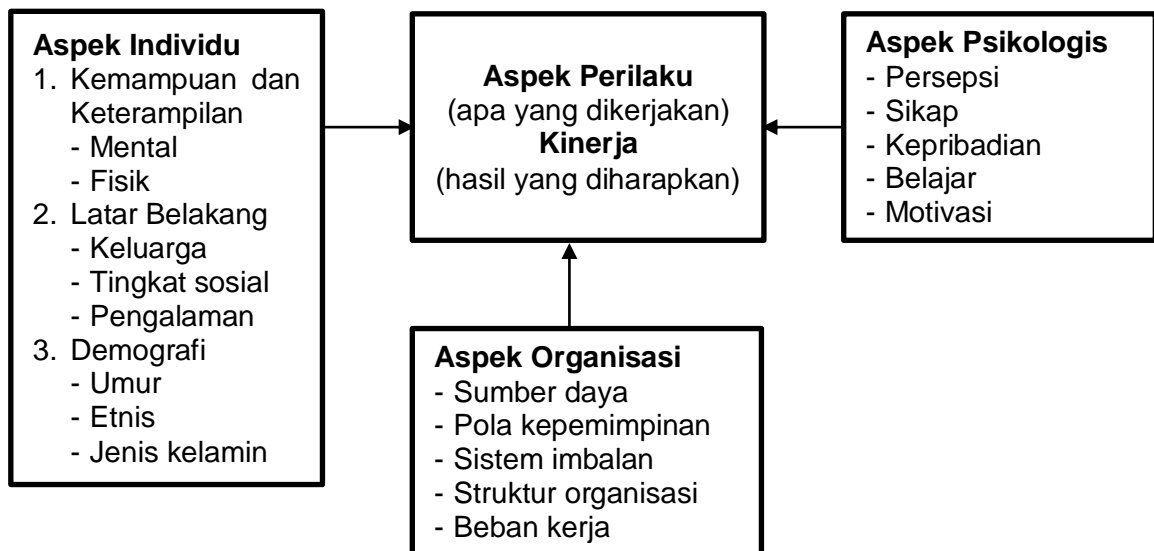 Aspek Individu
1. Kemampuan dan
Keterampilan
- Mental
- Fisik
2. Latar Belakang
- Keluarga
- Tingkat sosial
- Pengalaman
3. Demografi
- Umur
- Etnis
- Jenis kelamin
Aspek Perilaku
(apa yang dikerjakan)
Kinerja
(hasil yang diharapkan)
Aspek Psikologis
- Persepsi
- Sikap
- Kepribadian
- Belajar
- Motivasi
Aspek Organisasi
- Sumber daya
- Pola kepemimpinan
- Sistem imbalan
- Struktur organisasi
- Beban kerja